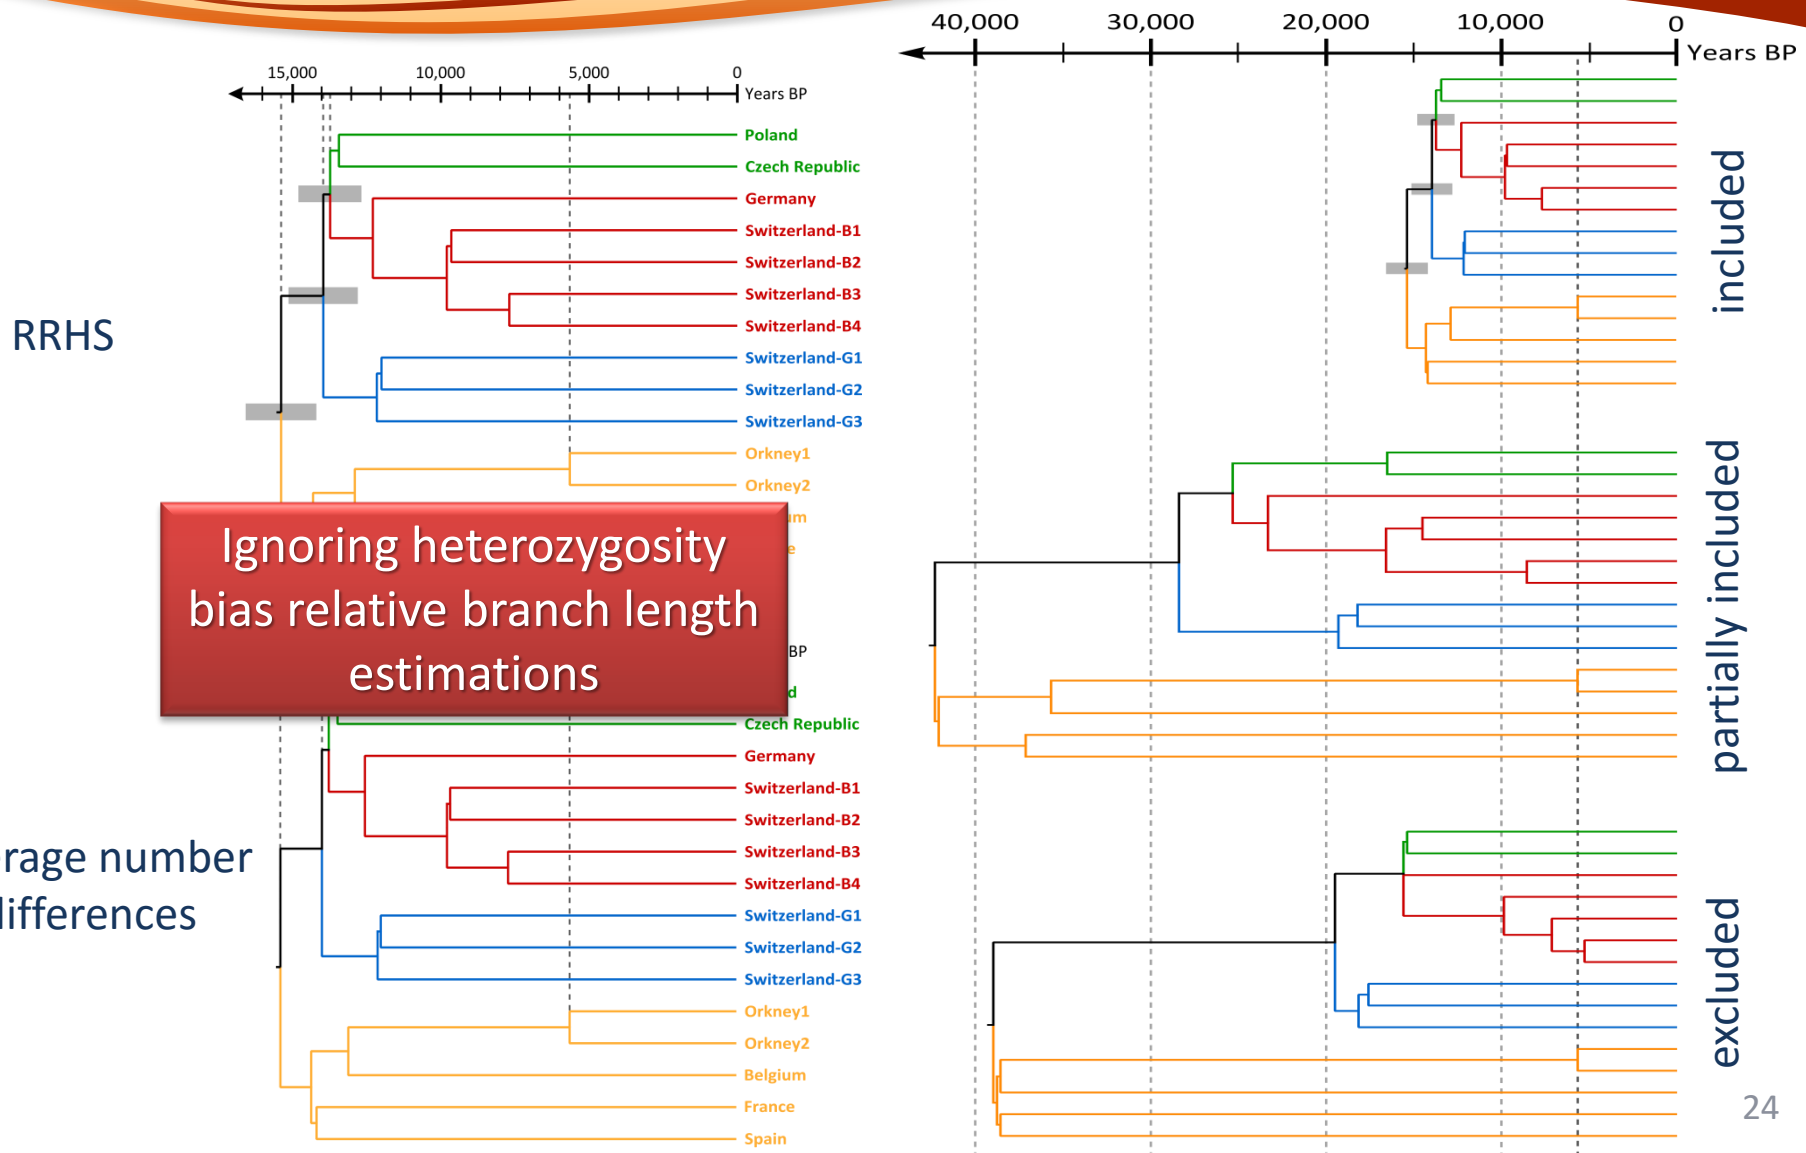 40,000 30,000 20,000 10,000 0
Years BP
15,000 10,000 5,000 0
Years BP
Poland
Czech Republic
Germany
Switzerland-B1
Switzerland-B2
Switzerland-B3
Switzerland-B4
Switzerland-G1
Switzerland-G2
Switzerland-G3
Orkney1
Orkney2
RRHS
Ignoring heterozygosity
bias relative branch length
estimations
BP
Czech Republic
Germany
Switzerland-B1
Switzerland-B2
Switzerland-B3
Switzerland-B4
Switzerland-G1
Switzerland-G2
Switzerland-G3
Orkney1
Orkney2
Belgium
France
Spain
number
included
partially included
excluded
24